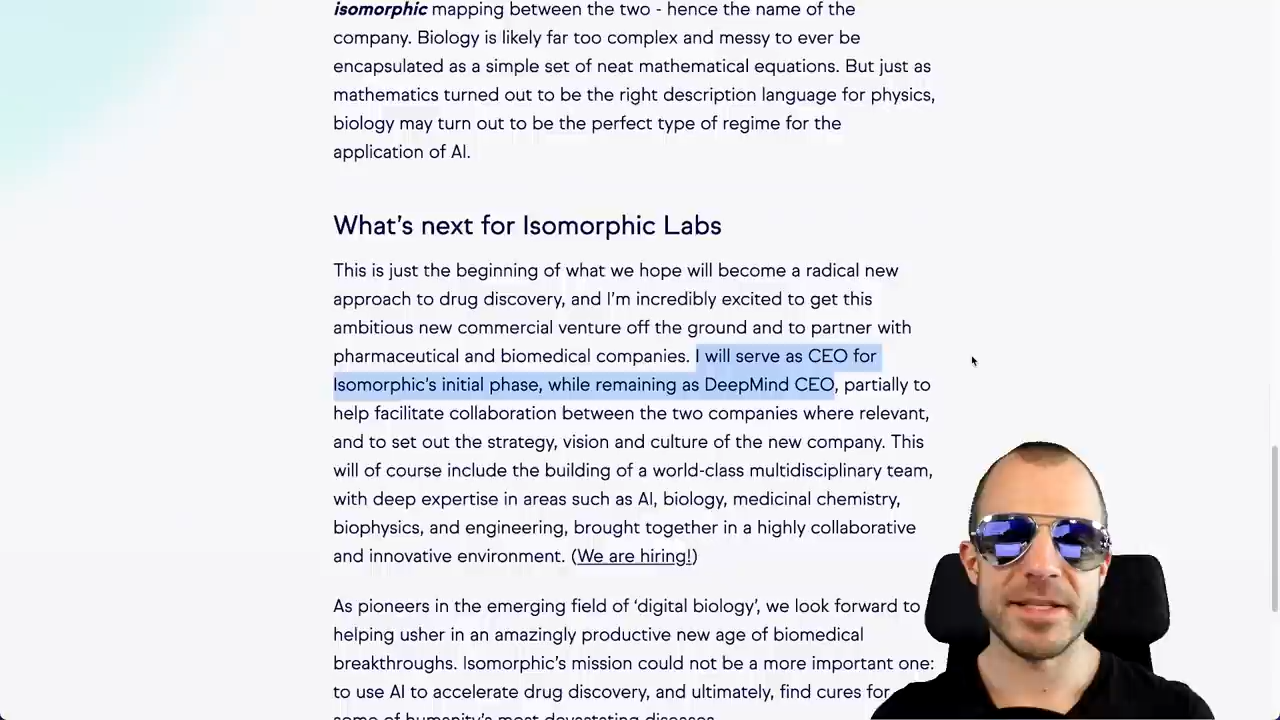 isomorphic mapping between the two - hence the name of the
company. Biology is likely far too complex and messy to ever be
encapsulated as a simple set of neat mathematical equations. But just as
mathematics turned out to be the right description language for physics,
biology may turn out to be the perfect type of regime for the
application of AI.
What's next for Isomorphic Labs
This is just the beginning of what we hope will become a radical new
approach to drug discovery, and I'm incredibly excited to get this
ambitious new commercial venture off the ground and to partner with
pharmaceutical and biomedical companies. I will serve as CEO for
Isomorphic's initial phase, while remaining as DeepMind CEO, partially to
help facilitate collaboration between the two companies where relevant,
and to set out the strategy, vision and culture of the new company. This
will of course include the building of a world-class multidisciplinary team,
with deep expertise in areas such as AI, biology, medicinal chemistry,
biophysics, and engineering, brought together in a highly collaborative
and innovative environment. (We are hiring!)
As pioneers in the emerging field of 'digital biology', we look forward to
helping usher in an amazingly productive new age of biomedical
breakthroughs. Isomorphic's mission could not be a more important one:
to use AI to accelerate drug discovery, and ultimately, find cures for
some of humanity's most devastating diseases.